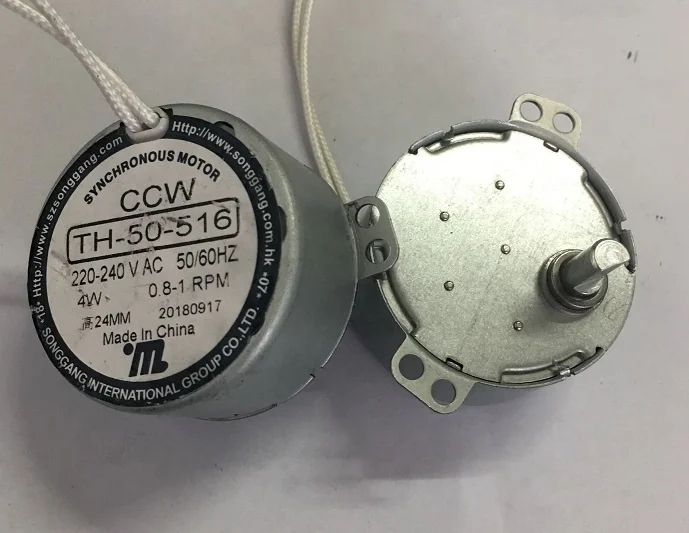 *18* Http://www.szsonggang.com
Http://www.songgang.com.hk *07*
SYNCHRONOUS MOTOR
CCW
TH-50-516
220-240 V AC 50/60HZ
4W 0.8-1 RPM
高24MM 20180917
Made in China
SONGGANG INTERNATIONAL GROUP CO.,LTD.